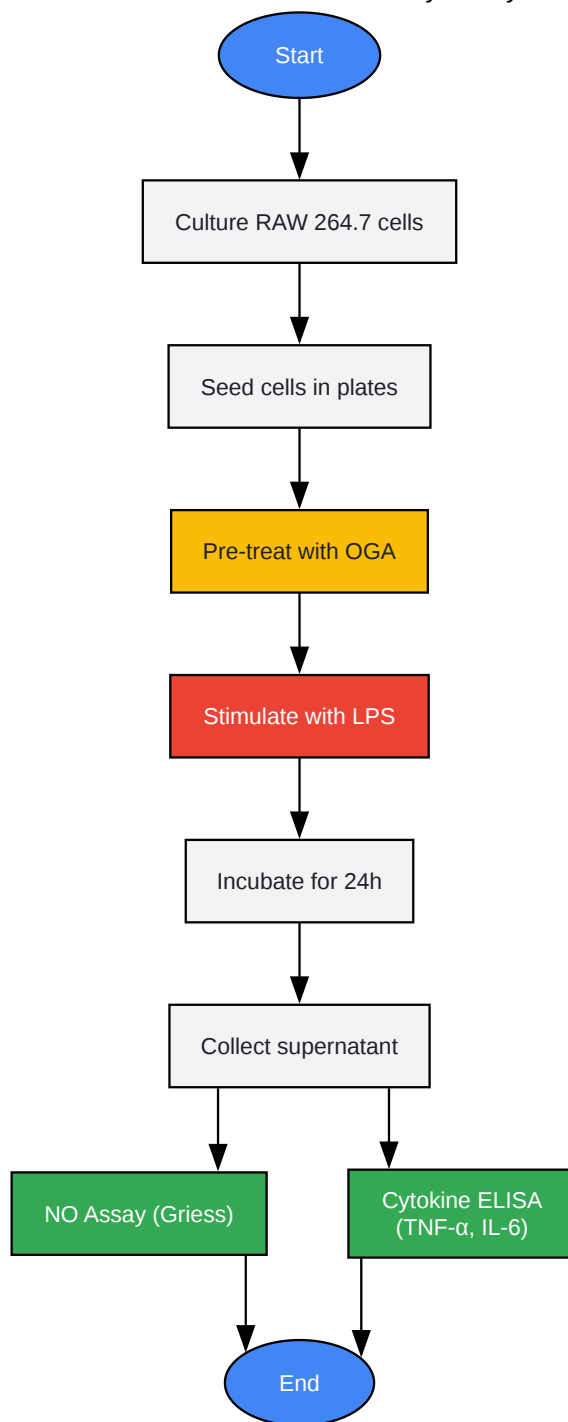 Start
Culture RAW 264.7 cells
Seed cells in plates
Pre-treat with OGA
Stimulate with LPS
Incubate for 24h
Collect supernatant
NO Assay (Griess)
Cytokine ELISA
(TNF-α, IL-6)
End